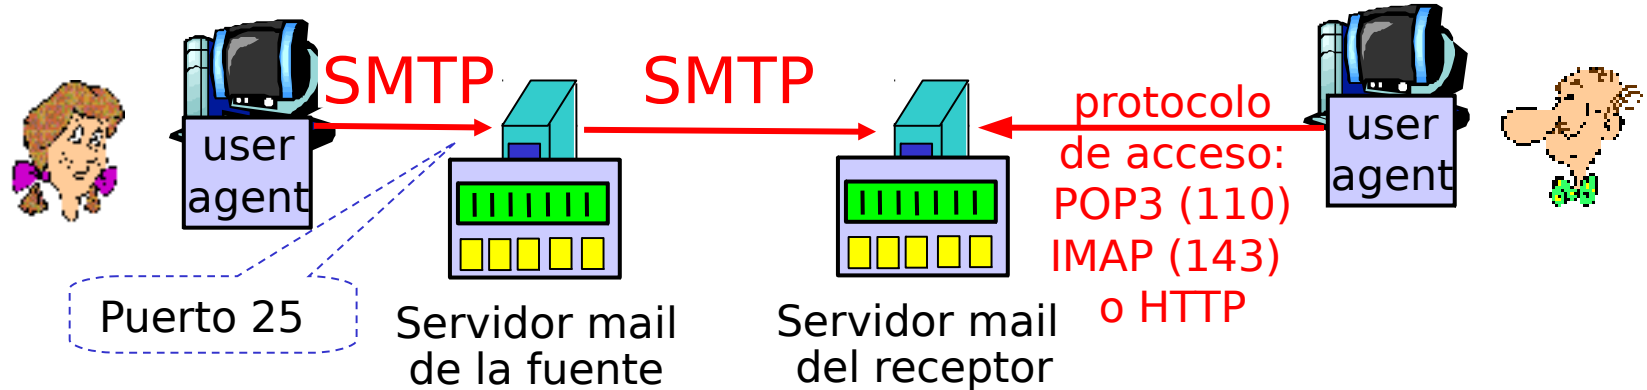 SMTP
SMTP
user
agent
Puerto 25
Servidor mail
de la fuente
Servidor mail
del receptor
protocolo
de acceso:
POP3 (110)
IMAP (143)
o HTTP
user
agent